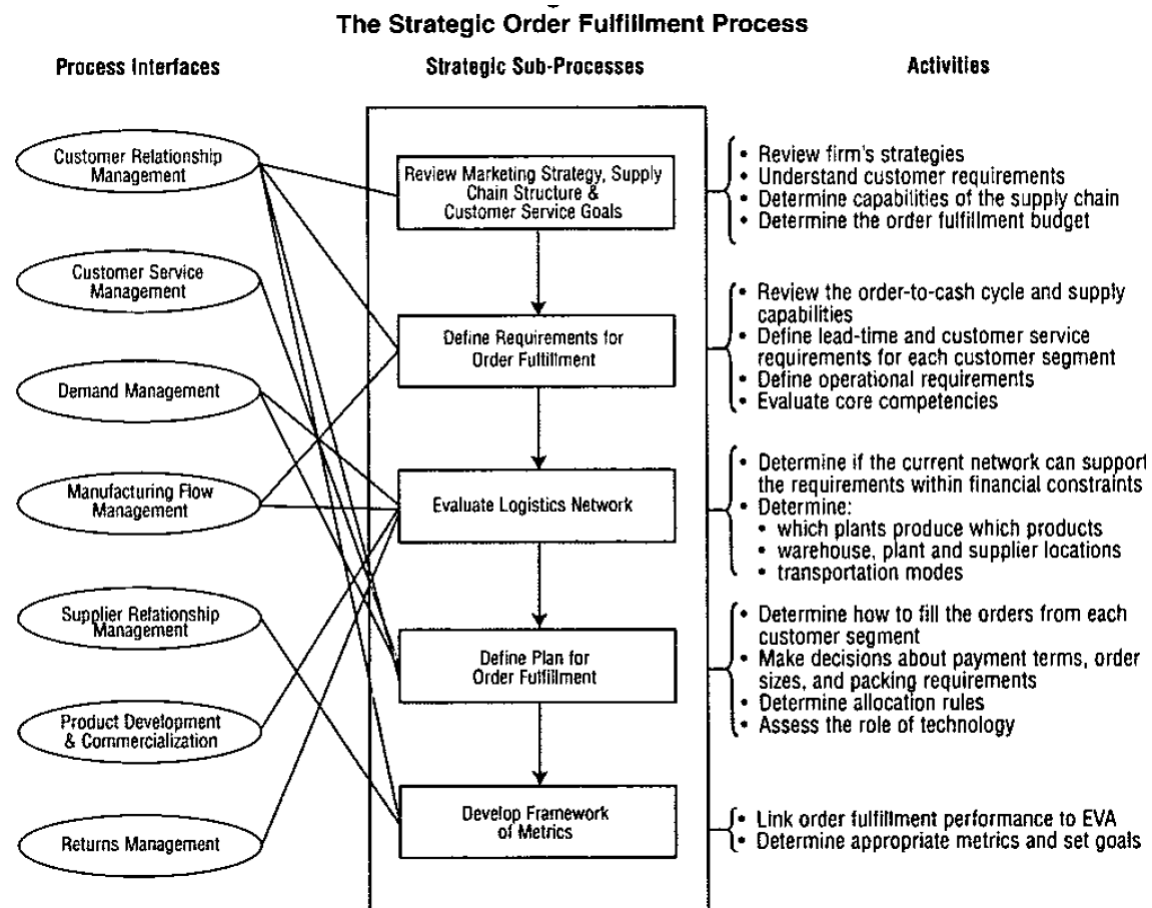 The Strategic Order Fulfillment Process
Process Interfaces
Strategic Sub-Processes
Activities
Customer Relationship
Management
Customer Service
Management
Demand Management
Manufacturing Flow
Management
Supplier Relationship
Management
Product Development
& Commercialization
Returns Management
Review Marketing Strategy, Supply
Chain Structure &
Customer Service Goals
Define Requirements for
Order Fulfillment
Evaluate Logistics Network
Define Plan for
Order Fulfillment
Develop Framework
of Metrics
• Review firm's strategies
• Understand customer requirements
• Determine capabilities of the supply chain
• Determine the order fulfillment budget
• Review the order-to-cash cycle and supply
capabilities
• Define lead-time and customer service
requirements for each customer segment
• Define operational requirements
• Evaluate core competencies
• Determine if the current network can support
the requirements within financial constraints
• Determine:
• which plants produce which products
• warehouse, plant and supplier locations
• transportation modes
• Determine how to fill the orders from each
customer segment
• Make decisions about payment terms, order
sizes, and packing requirements
• Determine allocation rules
• Assess the role of technology
• Link order fulfillment performance to EVA
• Determine appropriate metrics and set goals